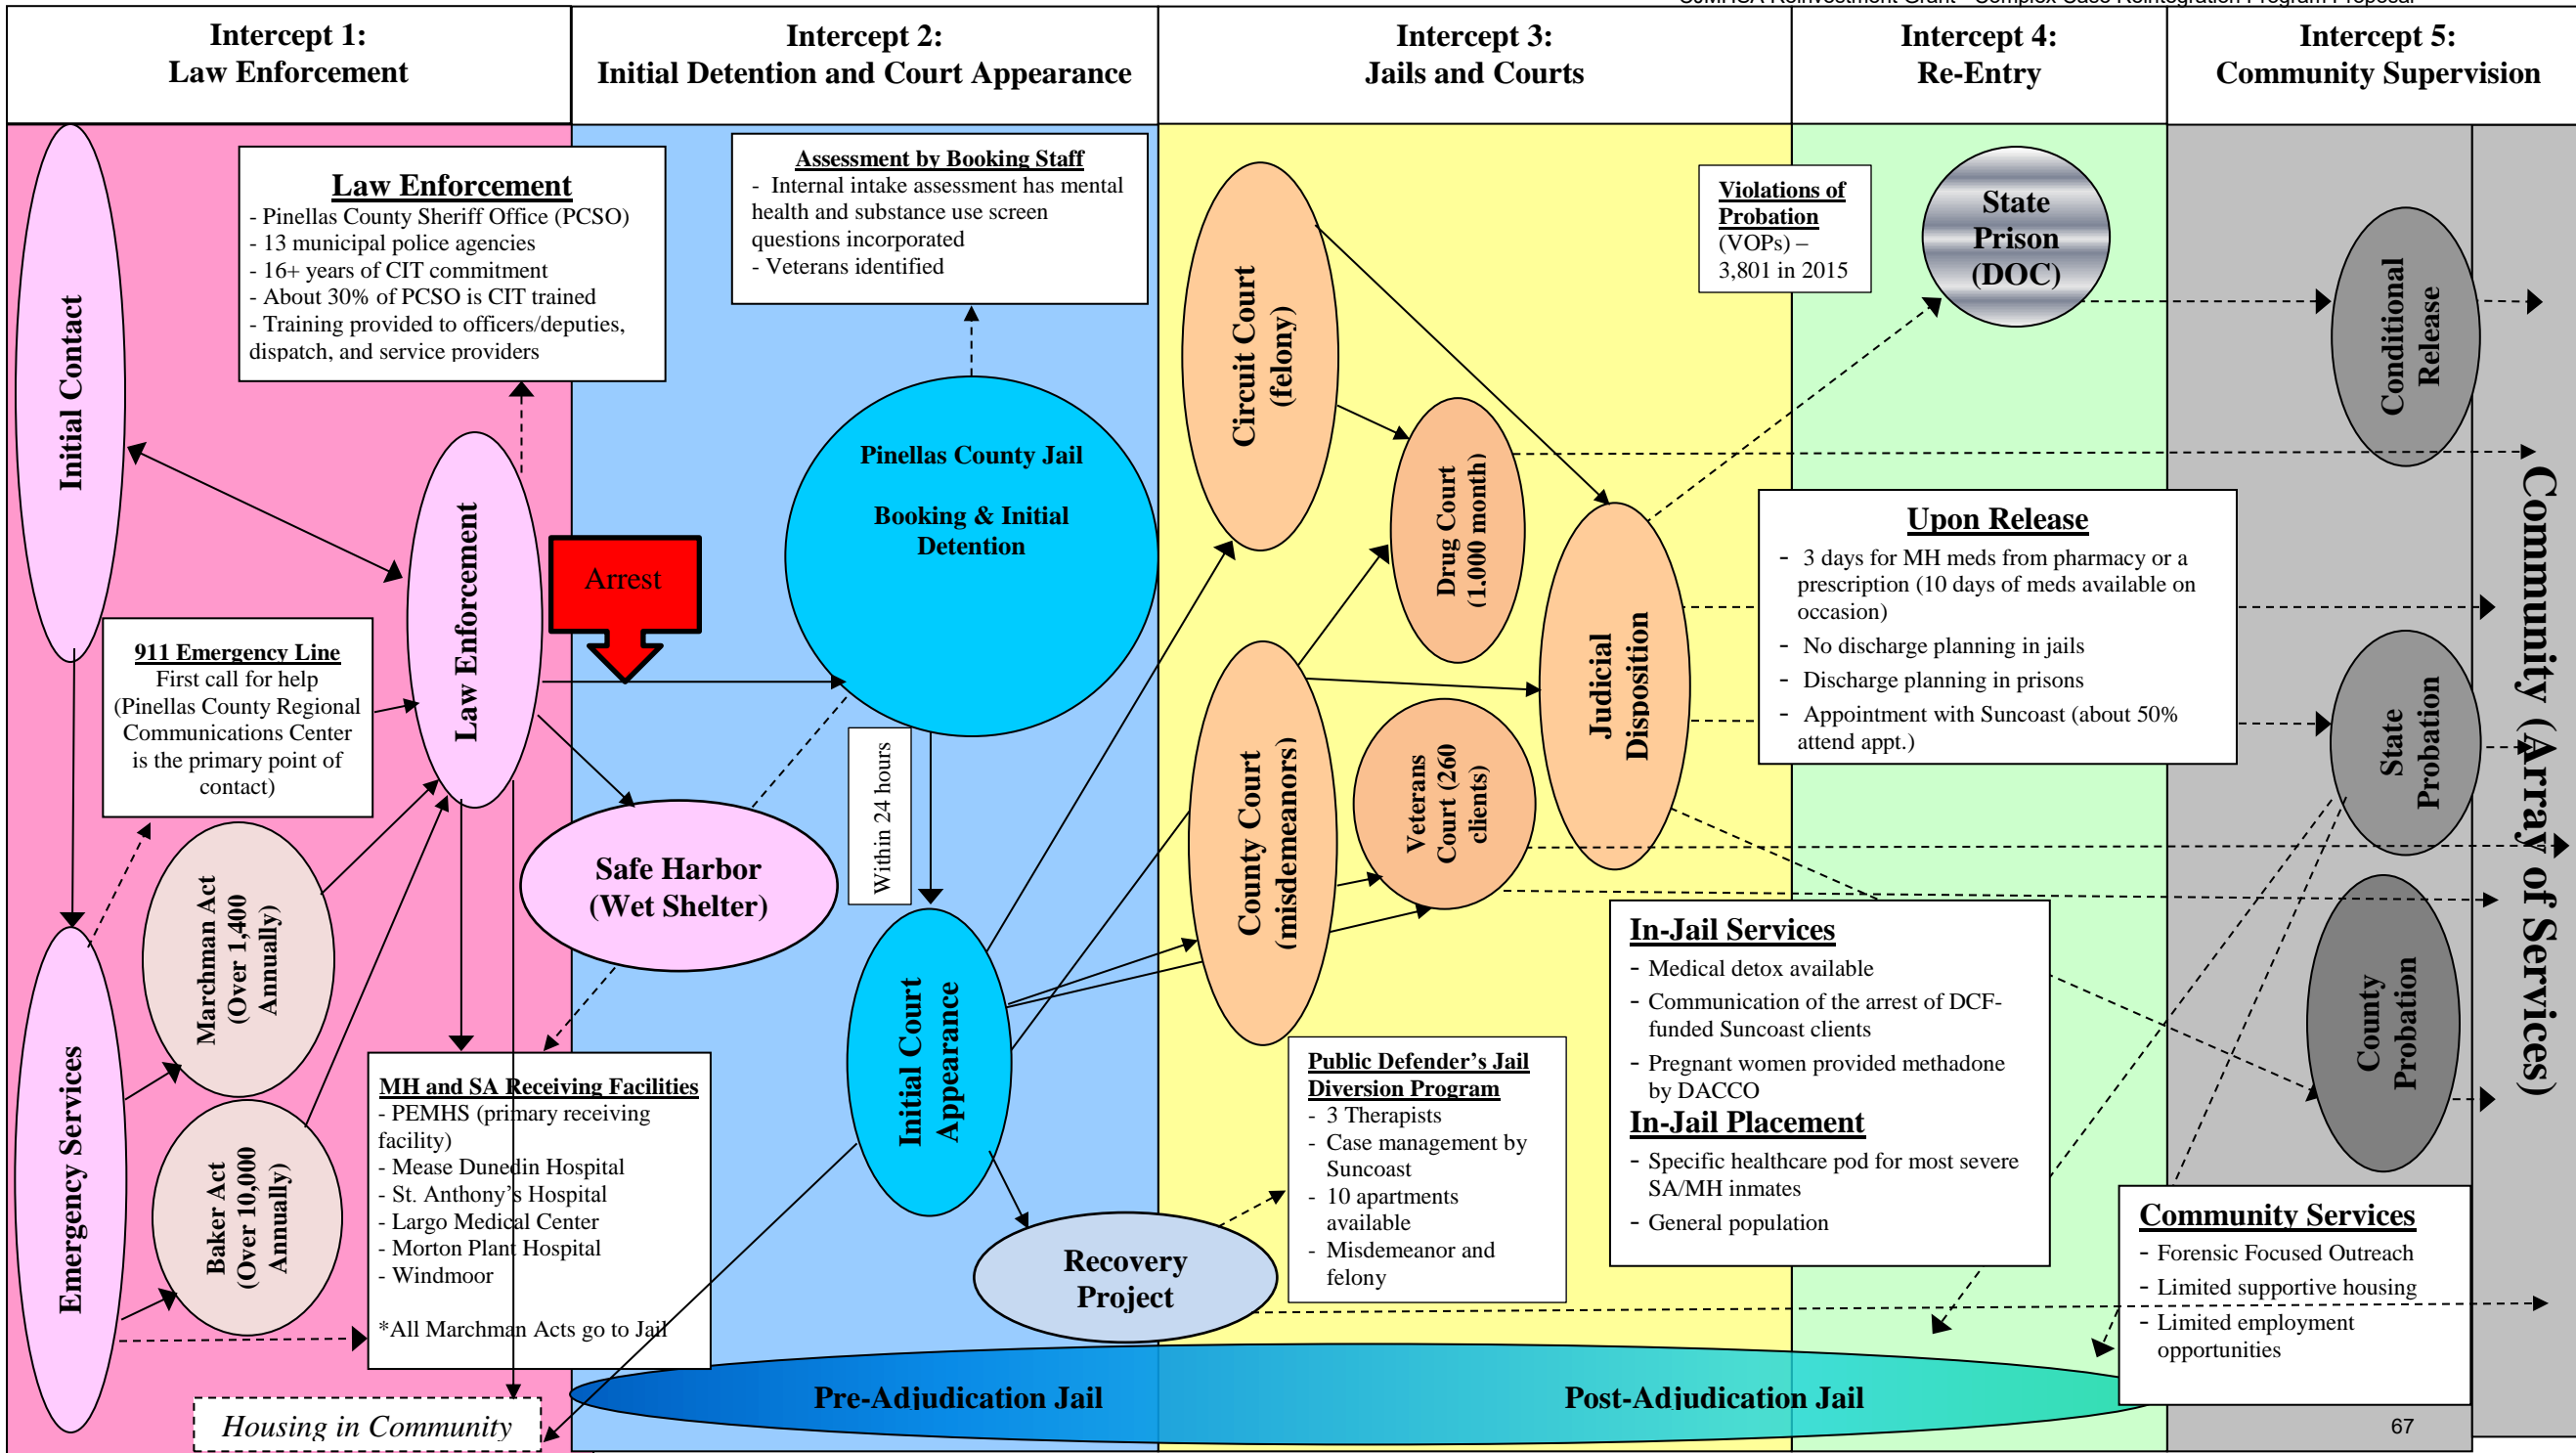 CJMHSA Reinvestment Grant - Complex Case Reintegration Program Proposal
Intercept 1:
Law Enforcement
Intercept 2:
Initial Detention and Court Appearance
Intercept 3:
Jails and Courts
Intercept 4:
Re-Entry
Intercept 5:
Community Supervision
Initial Contact
Law Enforcement
- Pinellas County Sheriff Office (PCSO)
- 13 municipal police agencies
- 16+ years of CIT commitment
- About 30% of PCSO is CIT trained
- Training provided to officers/deputies,
dispatch, and service providers
Law Enforcement
911 Emergency Line
First call for help
(Pinellas County Regional
Communications Center
is the primary point of
contact)
Marchman Act
(Over 1,400
Annually)
Baker Act
(Over 10,000
Annually)
Emergency Services
MH and SA Receiving Facilities
- PEMHS (primary receiving
facility)
- Mease Dunedin Hospital
- St. Anthony's Hospital
- Largo Medical Center
- Morton Plant Hospital
- Windmoor
*All Marchman Acts go to Jail
Housing in Community
Arrest
Assessment by Booking Staff
- Internal intake assessment has mental
health and substance use screen
questions incorporated
- Veterans identified
Pinellas County Jail
Booking & Initial
Detention
Within 24 hours
Safe Harbor
(Wet Shelter)
Initial Court
Appearance
Recovery
Project
Circuit Court
(felony)
County Court
(misdemeanors)
Drug Court
(1,000 month)
Veterans
Court (260
clients)
Judicial
Disposition
Public Defender's Jail
Diversion Program
- 3 Therapists
- Case management by
Suncoast
- 10 apartments
available
- Misdemeanor and
felony
Violations of
Probation
(VOPs) –
3,801 in 2015
State
Prison
(DOC)
Upon Release
- 3 days for MH meds from pharmacy or a
prescription (10 days of meds available on
occasion)
- No discharge planning in jails
- Discharge planning in prisons
- Appointment with Suncoast (about 50%
attend appt.)
In-Jail Services
- Medical detox available
- Communication of the arrest of DCF-
funded Suncoast clients
- Pregnant women provided methadone
by DACCO
In-Jail Placement
- Specific healthcare pod for most severe
SA/MH inmates
- General population
Conditional
Release
State
Probation
County
Probation
Community Services
- Forensic Focused Outreach
- Limited supportive housing
- Limited employment
opportunities
Community (Array of Services)
Pre-Adjudication Jail
Post-Adjudication Jail
67